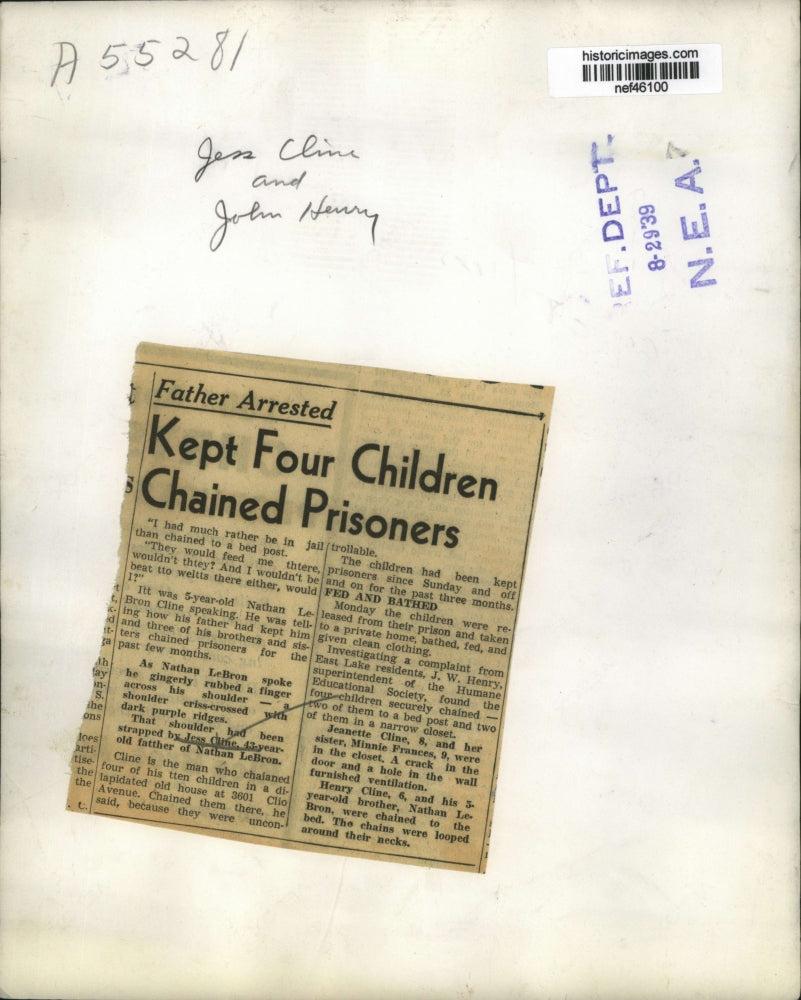 A 55281
historicimages.com
nef46100
Jess Cline
and
John Henry
EF. DEPT.
8-29'39
N.E.A.
Father Arrested
Kept Four Children
Chained Prisoners
"I had much rather be in jail
than chained to a bed post.
"They would feed me thtere,
wouldn't thtey? And I wouldn't be
beat tto weltts there either, would
I?"
Itt was 5-year-old Nathan Le-
Bron Cline speaking. He was tell-
ing how his father had kept him
and three of his brothers and sis-
ters chained prisoners for the
past few months.
As Nathan LeBron spoke
he gingerly rubbed a finger
across his shoulder — a
shoulder criss-crossed with
dark purple ridges.
That shoulder had been
strapped by Jess Cline, 43-year-
old fatther of Nathan LeBron.
Cline is the man who chaianed
four of his tten children in a di-
lapidated old house at 3601 Clio
Avenue. Chained them there, he
said, because they were uncon-
trollable.
The children had been kept
prisoners since Sunday and off
and on for the past three months.
FED AND BATHED
Monday the children were re-
leased from their prison and taken
to a private home, bathed, fed, and
given clean clothing.
Investigating a complaint from
East Lake residents, J. W. Henry,
superintendent of the Humane
Educational Society, found the
four children securely chained —
two of them to a bed post and two
of them in a narrow closet.
Jeanette Cline, 8, and her
sister, Minnie Frances, 9, were
in the closet. A crack in the
door and a hole in the wall
furnished ventilation.
Henry Cline, 6, and his 5-
year-old brother, Nathan Le-
Bron, were chained to the
bed. The chains were looped
around their necks.